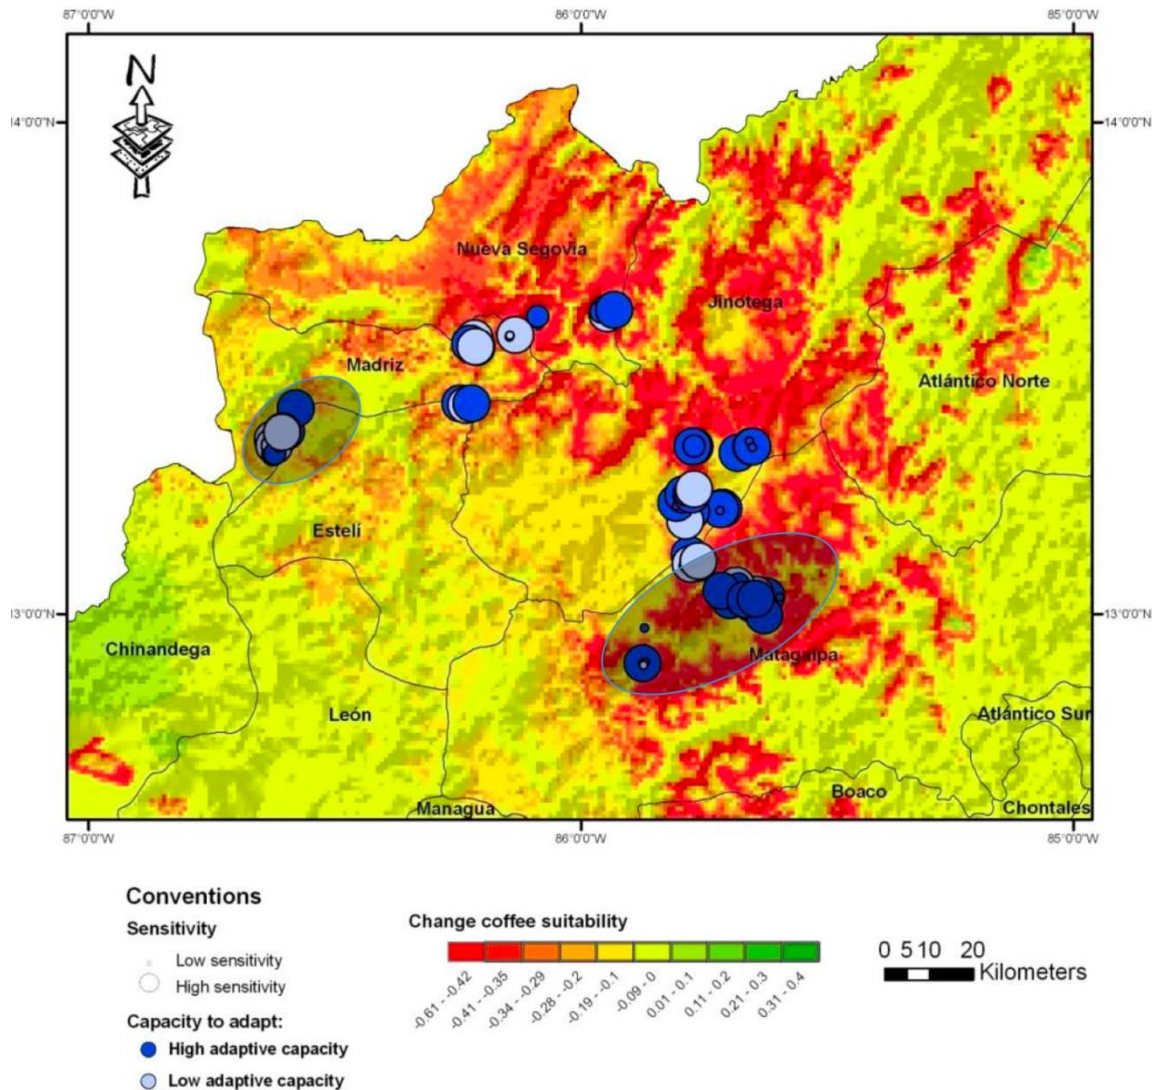 87°0'0"W 86°0'0"W 85°0'0"W
N
14°0'0"N 14°0'0"N
Nueva Segovia
Jinotega
Madriz
Atlántico Norte
Estelí
13°0'0"N 13°0'0"N
Chinandega
Matagalpa
León
Atlántico Sur
Boaco
Managua
Chontales
87°0'0"W 86°0'0"W 85°0'0"W
Conventions
Sensitivity
Low sensitivity
High sensitivity
Capacity to adapt:
High adaptive capacity
Low adaptive capacity
Change coffee suitability
-0.61 - -0.42
-0.41 - -0.35
-0.34 - -0.29
-0.28 - -0.2
-0.19 - -0.1
-0.09 - 0
0.01 - 0.1
0.11 - 0.2
0.21 - 0.3
0.31 - 0.4
0 5 10 20
Kilometers